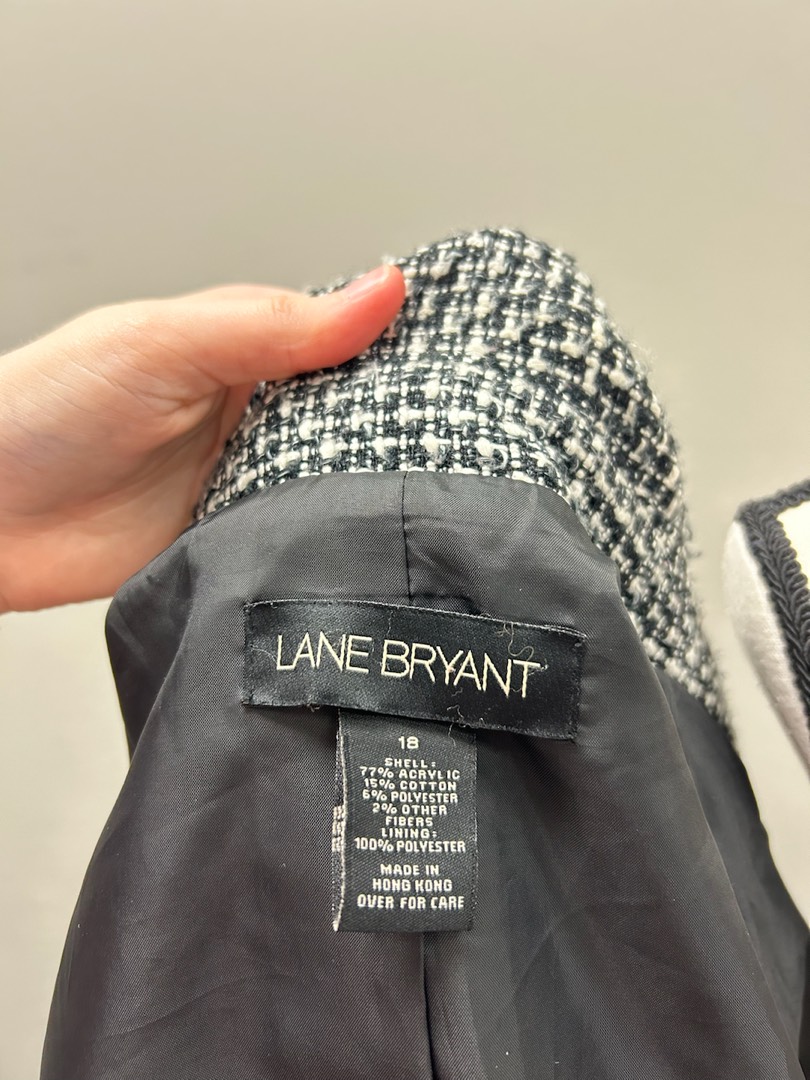 LANE BRYANT
18
SHELL:
77% ACRYLIC
15% COTTON
6% POLYESTER
2% OTHER
FIBERS
LINING:
100% POLYESTER
MADE IN
HONG KONG
OVER FOR CARE